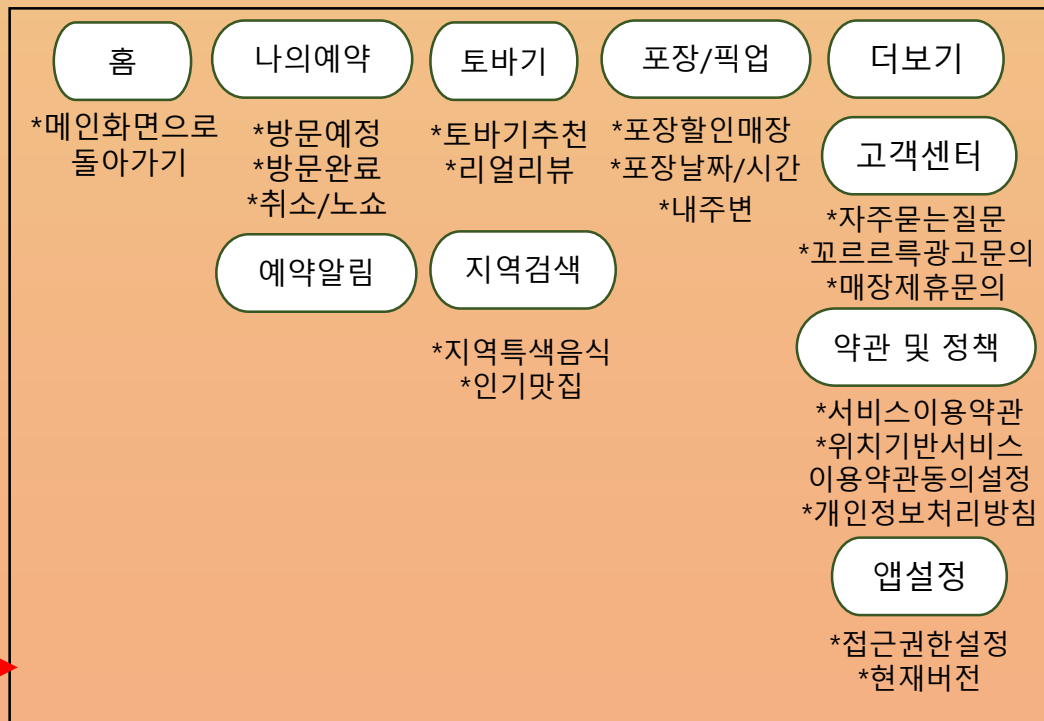 홈
*메인화면으로
돌아가기
나의예약
*방문예정
*방문완료
*취소/노쇼
예약알림
토바기
*토바기추천
*리얼리뷰
지역검색
*지역특색음식
*인기맛집
포장/픽업
*포장할인매장
*포장날짜/시간
*내주변
더보기
고객센터
*자주묻는질문
*꼬르르륵광고문의
*매장제휴문의
약관 및 정책
*서비스이용약관
*위치기반서비스
이용약관동의설정
*개인정보처리방침
앱설정
*접근권한설정
*현재버전